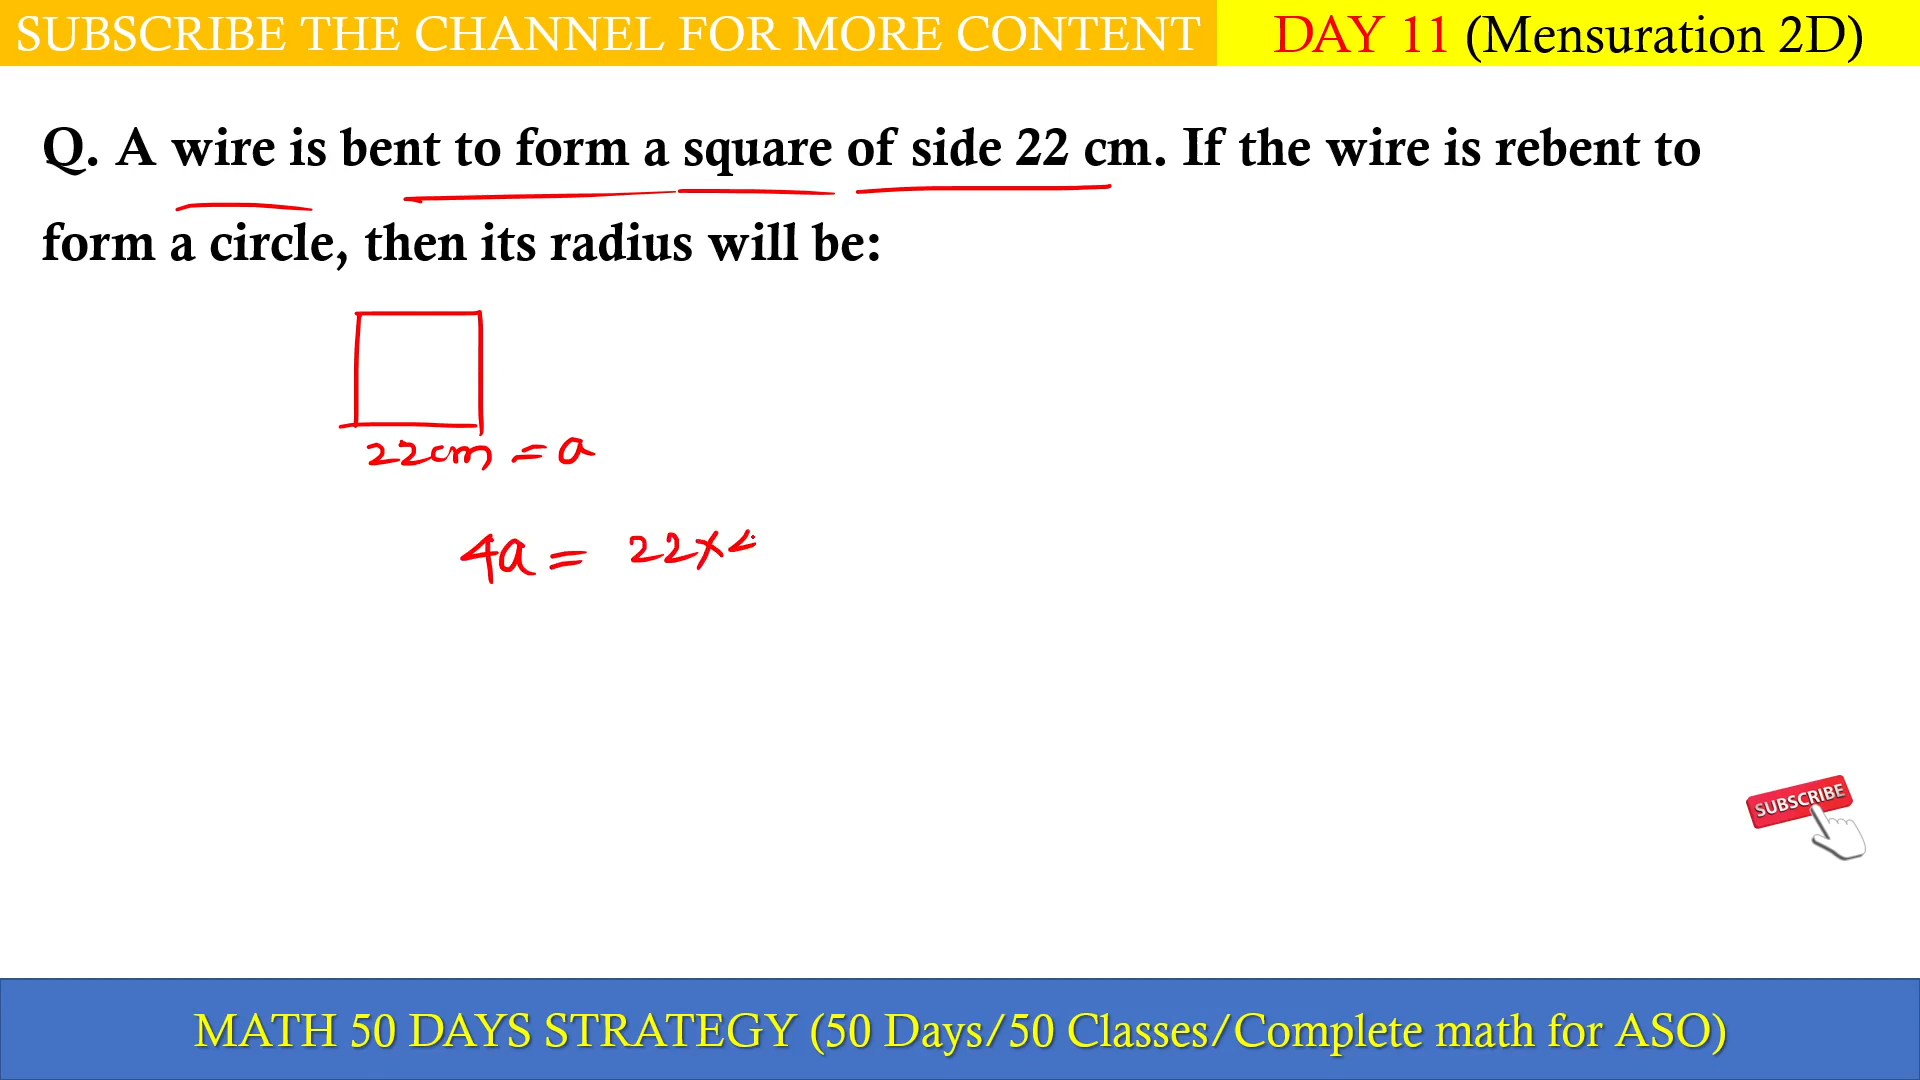 SUBSCRIBE THE CHANNEL FOR MORE CONTENT
DAY 11 (Mensuration 2D)
Q. A wire is bent to form a square of side 22 cm. If the wire is rebent to
form a circle, then its radius will be:
22cm = a
4a = 22×4
SUBSCRIBE
MATH 50 DAYS STRATEGY (50 Days/50 Classes/Complete math for ASO)